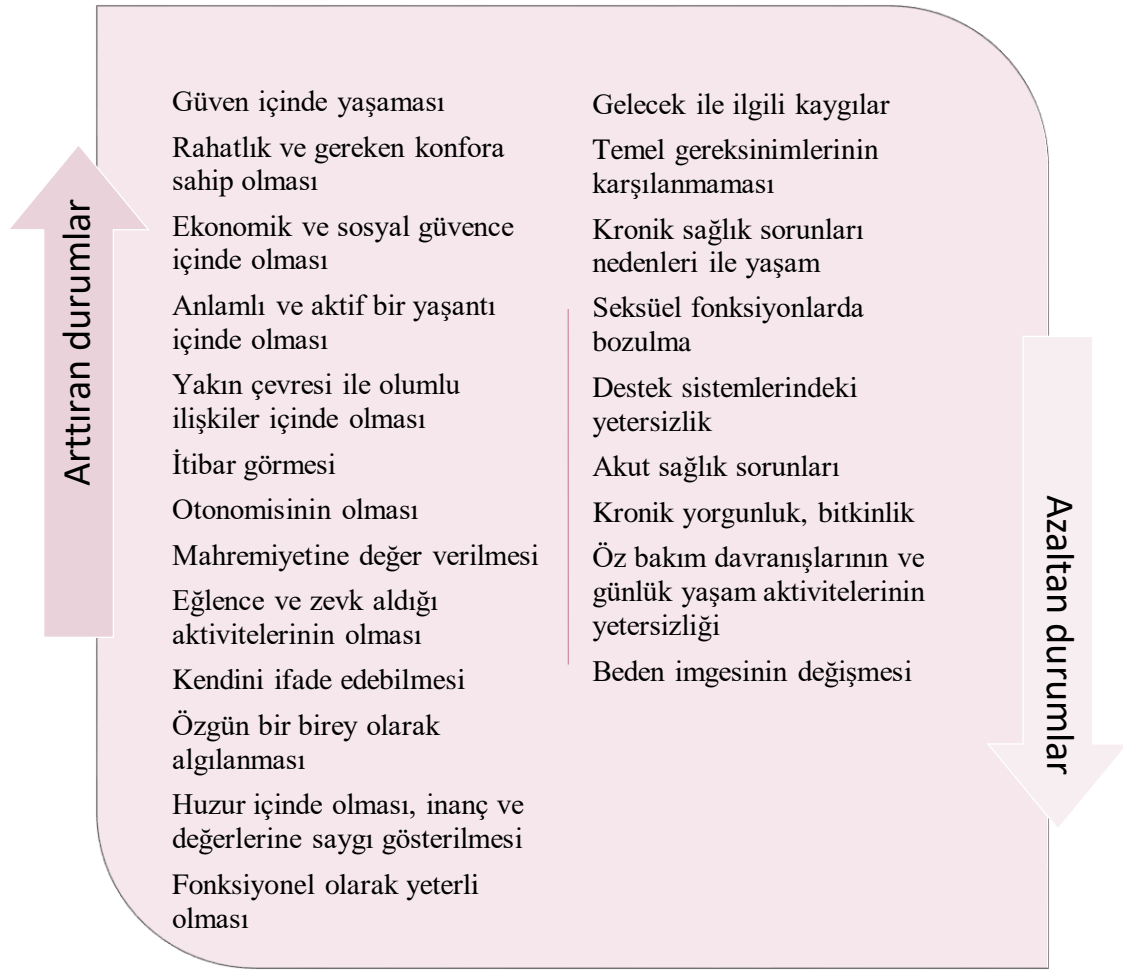 Arttıran durumlar
Güven içinde yaşaması
Rahatlık ve gereken konfora
sahip olması
Ekonomik ve sosyal güvence
içinde olması
Anlamlı ve aktif bir yaşantı
içinde olması
Yakın çevresi ile olumlu
ilişkiler içinde olması
İtibar görmesi
Otonomisinin olması
Mahremiyetine değer verilmesi
Eğlence ve zevk aldığı
aktivitelerinin olması
Kendini ifade edebilmesi
Özgün bir birey olarak
algılanması
Huzur içinde olması, inanç ve
değerlerine saygı gösterilmesi
Fonksiyonel olarak yeterli
olması
Gelecek ile ilgili kaygılar
Temel gereksinimlerinin
karşılanmaması
Kronik sağlık sorunları
nedenleri ile yaşam
Seksüel fonksiyonlarda
bozulma
Destek sistemlerindeki
yetersizlik
Akut sağlık sorunları
Kronik yorgunluk, bitkinlik
Öz bakım davranışlarının ve
günlük yaşam aktivitelerinin
yetersizliği
Beden imgesinin değişmesi
Azaltan durumlar